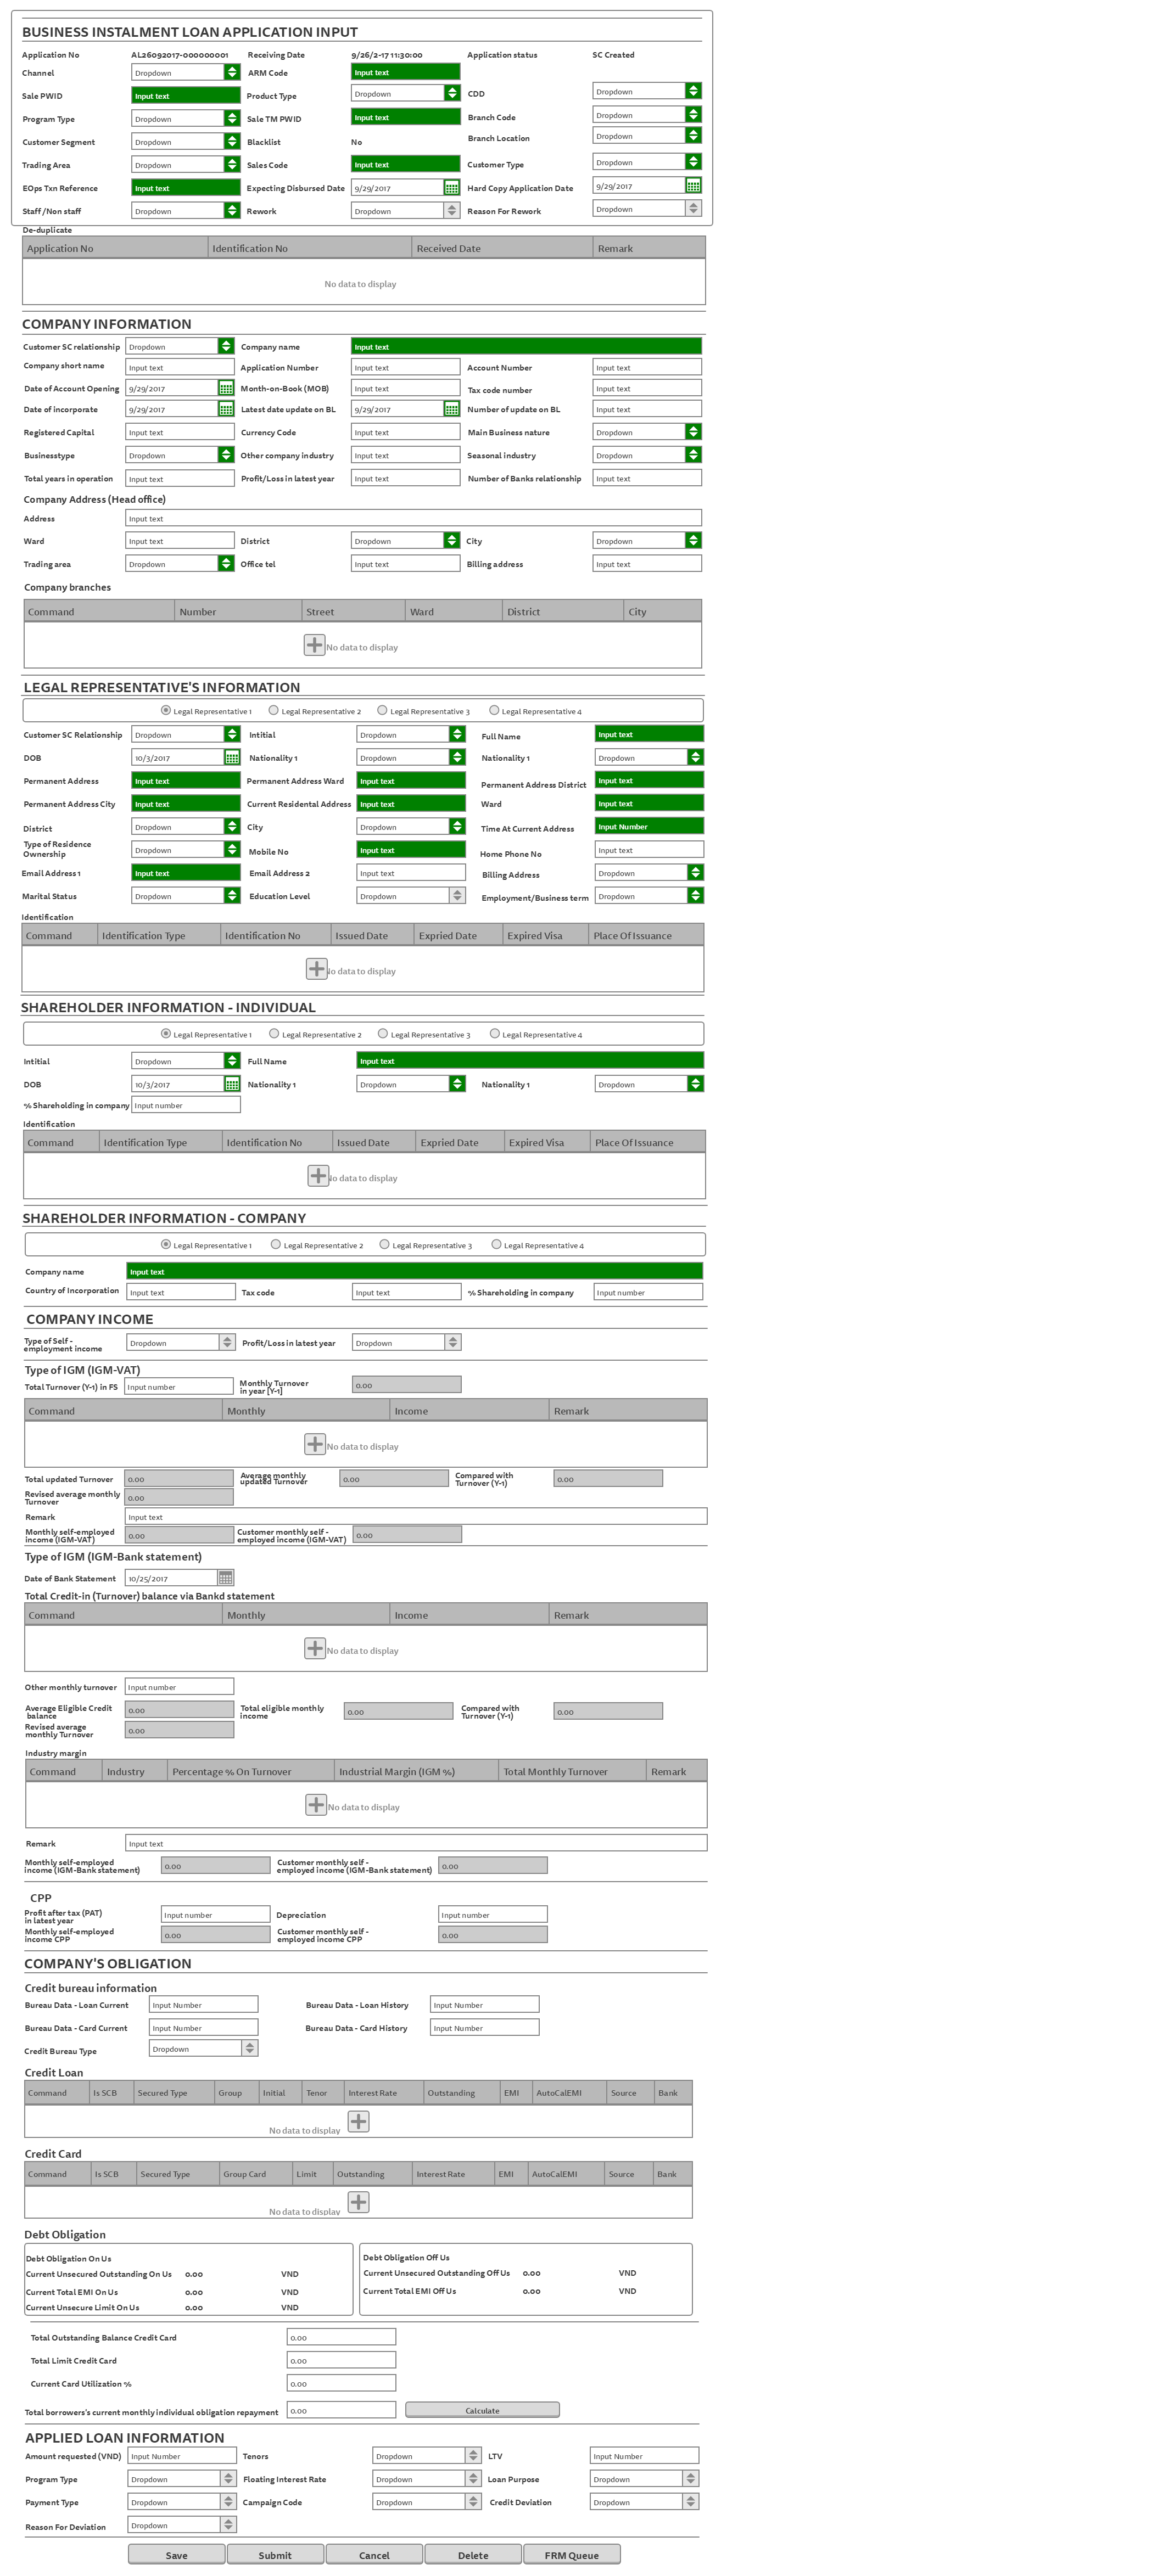 BUSINESS INSTALMENT LOAN APPLICATION INPUT
Application No AL26092017-000000001 Receiving Date 9/26/2-17 11:30:00 Application status SC Created
Channel Dropdown ARM Code Input text
Sale PWID Input text Product Type Dropdown CDD Dropdown
Program Type Dropdown Sale TM PWID Input text Branch Code Dropdown
Customer Segment Dropdown Blacklist No Branch Location Dropdown
Trading Area Dropdown Sales Code Input text Customer Type Dropdown
EOps Txn Reference Input text Expecting Disbursed Date 9/29/2017 Hard Copy Application Date 9/29/2017
Staff /Non staff Dropdown Rework Dropdown Reason For Rework Dropdown
De-duplicate
Application No Identification No Received Date Remark
No data to display
COMPANY INFORMATION
Customer SC relationship Dropdown Company name Input text
Company short name Input text Application Number Input text Account Number Input text
Date of Account Opening 9/29/2017 Month-on-Book (MOB) Input text Tax code number Input text
Date of incorporate 9/29/2017 Latest date update on BL 9/29/2017 Number of update on BL Input text
Registered Capital Input text Currency Code Input text Main Business nature Dropdown
Businesstype Dropdown Other company industry Input text Seasonal industry Dropdown
Total years in operation Input text Profit/Loss in latest year Input text Number of Banks relationship Input text
Company Address (Head office)
Address Input text
Ward Input text District Dropdown City Dropdown
Trading area Dropdown Office tel Input text Billing address Input text
Company branches
Command Number Street Ward District City
No data to display
LEGAL REPRESENTATIVE'S INFORMATION
Legal Representative 1 Legal Representative 2 Legal Representative 3 Legal Representative 4
Customer SC Relationship Dropdown Intitial Dropdown Full Name Input text
DOB 10/3/2017 Nationality 1 Dropdown Nationality 1 Dropdown
Permanent Address Input text Permanent Address Ward Input text Permanent Address District Input text
Permanent Address City Input text Current Residental Address Input text Ward Input text
District Dropdown City Dropdown Time At Current Address Input Number
Type of Residence
Ownership Dropdown Mobile No Input text Home Phone No Input text
Email Address 1 Input text Email Address 2 Input text Billing Address Dropdown
Marital Status Dropdown Education Level Dropdown Employment/Business term Dropdown
Identification
Command Identification Type Identification No Issued Date Expried Date Expired Visa Place Of Issuance
No data to display
SHAREHOLDER INFORMATION - INDIVIDUAL
Legal Representative 1 Legal Representative 2 Legal Representative 3 Legal Representative 4
Intitial Dropdown Full Name Input text
DOB 10/3/2017 Nationality 1 Dropdown Nationality 1 Dropdown
% Shareholding in company Input number
Identification
Command Identification Type Identification No Issued Date Expried Date Expired Visa Place Of Issuance
No data to display
SHAREHOLDER INFORMATION - COMPANY
Legal Representative 1 Legal Representative 2 Legal Representative 3 Legal Representative 4
Company name Input text
Country of Incorporation Input text Tax code Input text % Shareholding in company Input number
COMPANY INCOME
Type of Self -
employment income Dropdown Profit/Loss in latest year Dropdown
Type of IGM (IGM-VAT)
Total Turnover (Y-1) in FS Input number Monthly Turnover
in year [Y-1] 0.00
Command Monthly Income Remark
No data to display
Total updated Turnover 0.00 Average monthly
updated Turnover 0.00 Compared with
Turnover (Y-1) 0.00
Revised average monthly
Turnover 0.00
Remark Input text
Monthly self-employed
income (IGM-VAT) 0.00 Customer monthly self -
employed income (IGM-VAT) 0.00
Type of IGM (IGM-Bank statement)
Date of Bank Statement 10/25/2017
Total Credit-in (Turnover) balance via Bankd statement
Command Monthly Income Remark
No data to display
Other monthly turnover Input number
Average Eligible Credit
balance 0.00 Total eligible monthly
income 0.00 Compared with
Turnover (Y-1) 0.00
Revised average
monthly Turnover 0.00
Industry margin
Command Industry Percentage % On Turnover Industrial Margin (IGM %) Total Monthly Turnover Remark
No data to display
Remark Input text
Monthly self-employed
income (IGM-Bank statement) 0.00 Customer monthly self -
employed income (IGM-Bank statement) 0.00
CPP
Profit after tax (PAT)
in latest year Input number Depreciation Input number
Monthly self-employed
income CPP 0.00 Customer monthly self -
employed income CPP 0.00
COMPANY'S OBLIGATION
Credit bureau information
Bureau Data - Loan Current Input Number Bureau Data - Loan History Input Number
Bureau Data - Card Current Input Number Bureau Data - Card History Input Number
Credit Bureau Type Dropdown
Credit Loan
Command Is SCB Secured Type Group Initial Tenor Interest Rate Outstanding EMI AutoCalEMI Source Bank
No data to display
Credit Card
Command Is SCB Secured Type Group Card Limit Outstanding Interest Rate EMI AutoCalEMI Source Bank
No data to display
Debt Obligation
Debt Obligation On Us Debt Obligation Off Us
Current Unsecured Outstanding On Us 0.00 VND Current Unsecured Outstanding Off Us 0.00 VND
Current Total EMI On Us 0.00 VND Current Total EMI Off Us 0.00 VND
Current Unsecure Limit On Us 0.00 VND
Total Outstanding Balance Credit Card 0.00
Total Limit Credit Card 0.00
Current Card Utilization % 0.00
Total borrowers's current monthly individual obligation repayment 0.00 Calculate
APPLIED LOAN INFORMATION
Amount requested (VND) Input Number Tenors Dropdown LTV Input Number
Program Type Dropdown Floating Interest Rate Dropdown Loan Purpose Dropdown
Payment Type Dropdown Campaign Code Dropdown Credit Deviation Dropdown
Reason For Deviation Dropdown
Save Submit Cancel Delete FRM Queue